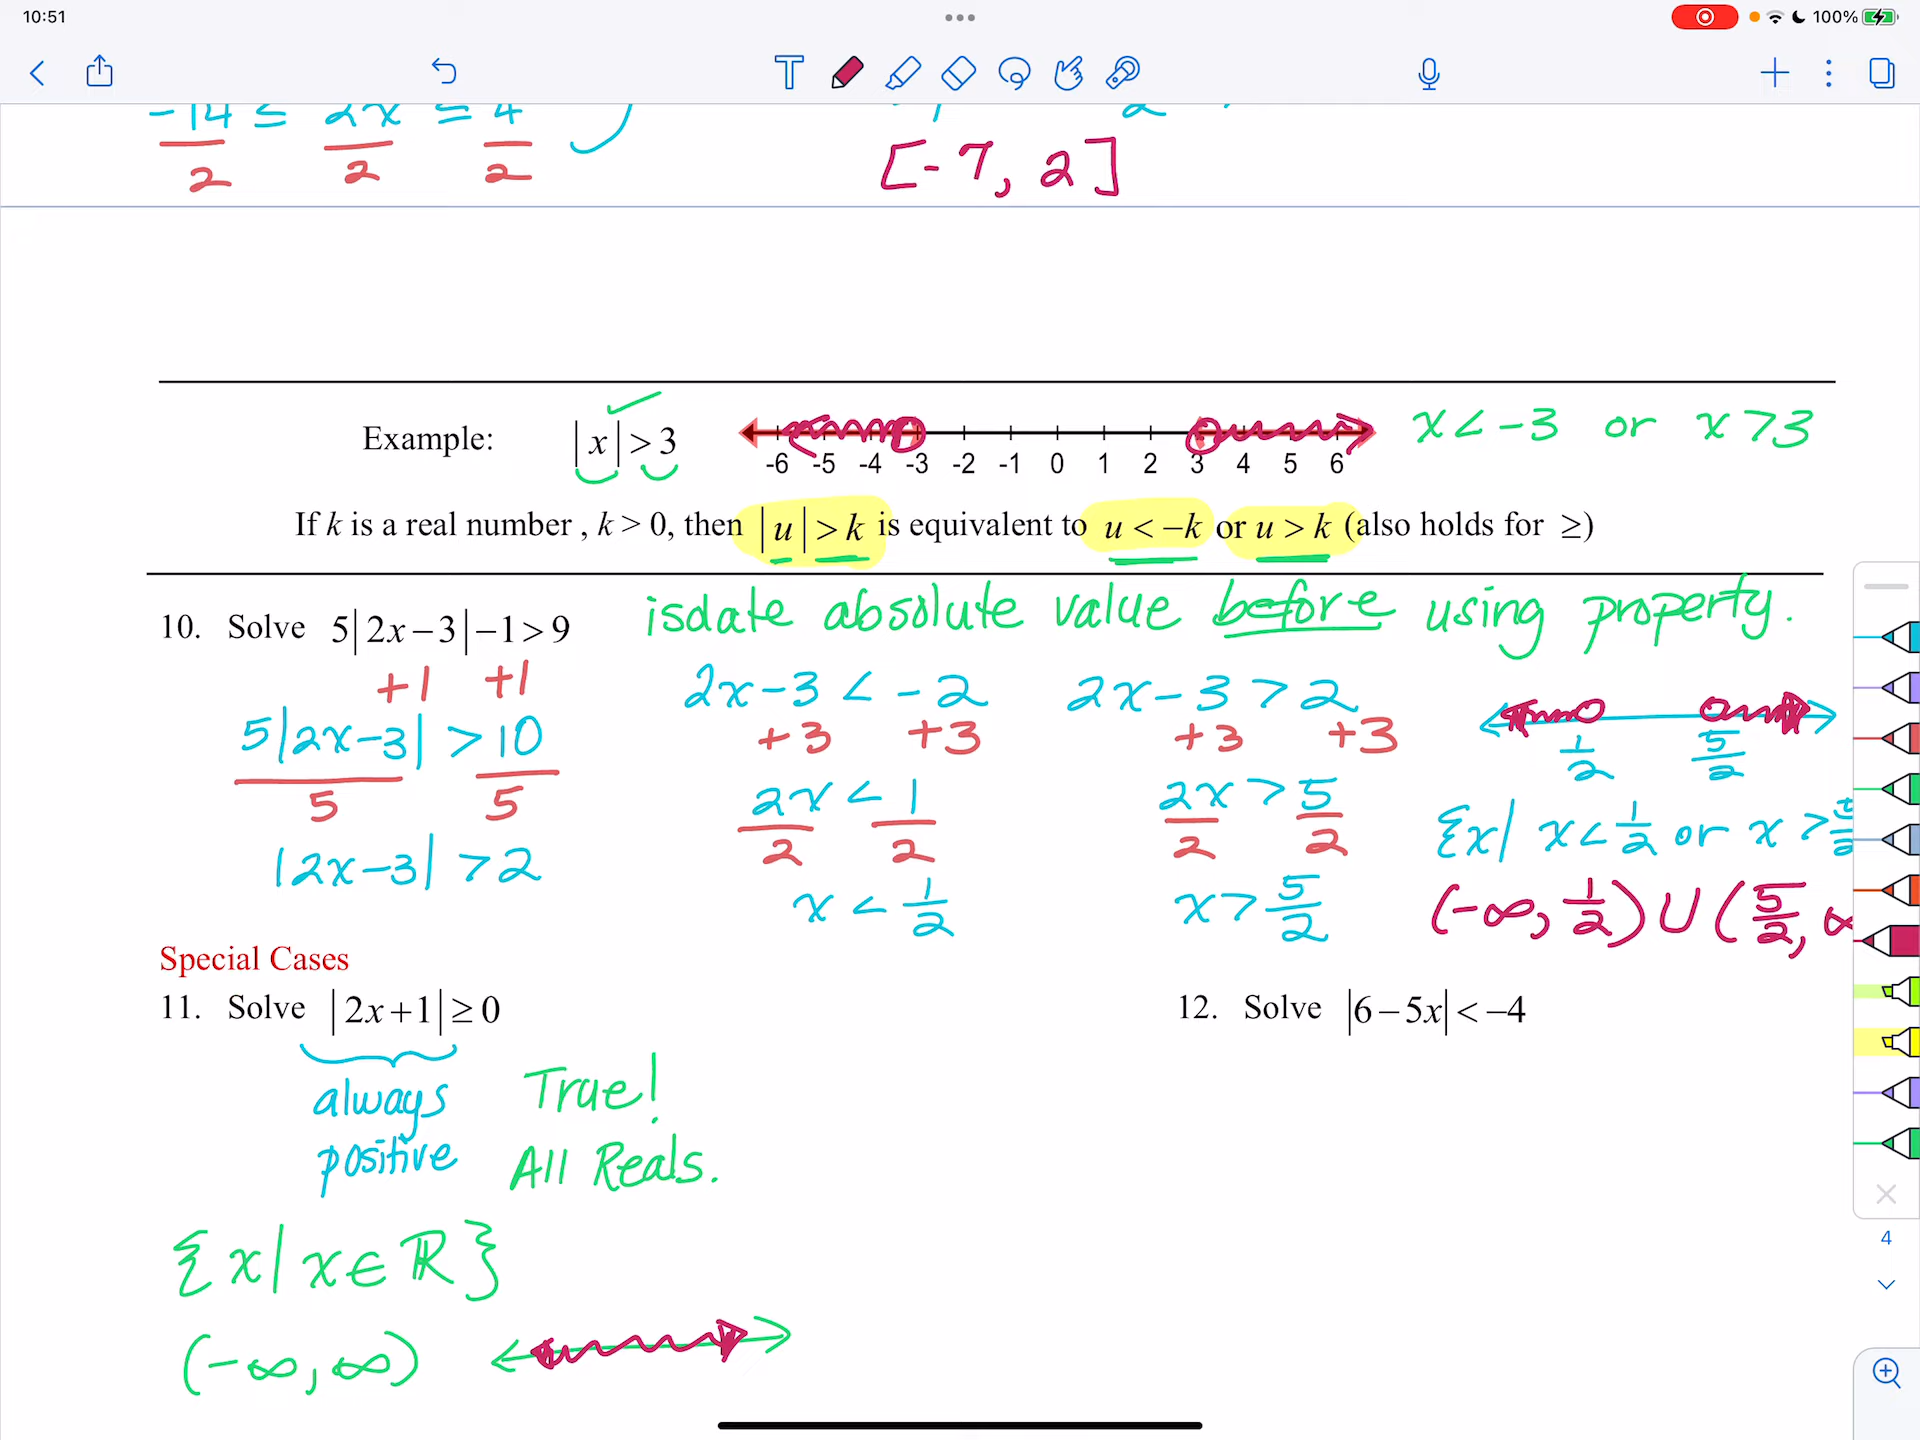 10:51
100%
-14 ≤ 2x ≤ 4
2 2 2
[-7, 2]
Example: |x| > 3
-6 -5 -4 -3 -2 -1 0 1 2 3 4 5 6
x < -3 or x > 3
If k is a real number , k > 0, then |u| > k is equivalent to u < -k or u > k (also holds for ≥)
10. Solve 5|2x-3|-1>9
isolate absolute value before using property.
+1 +1
5|2x-3| > 10
5 5
|2x-3| > 2
2x-3 < -2
+3 +3
2x < 1
2 2
x < 1/2
2x-3 > 2
+3 +3
2x > 5
2 2
x > 5/2
1/2 5/2
{x| x < 1/2 or x > 5/2
(-∞, 1/2) ∪ (5/2, ∞
Special Cases
11. Solve |2x+1| ≥ 0
always
positive
True!
All Reals.
{x| x ∈ ℝ}
(-∞, ∞)
12. Solve |6-5x| < -4
4